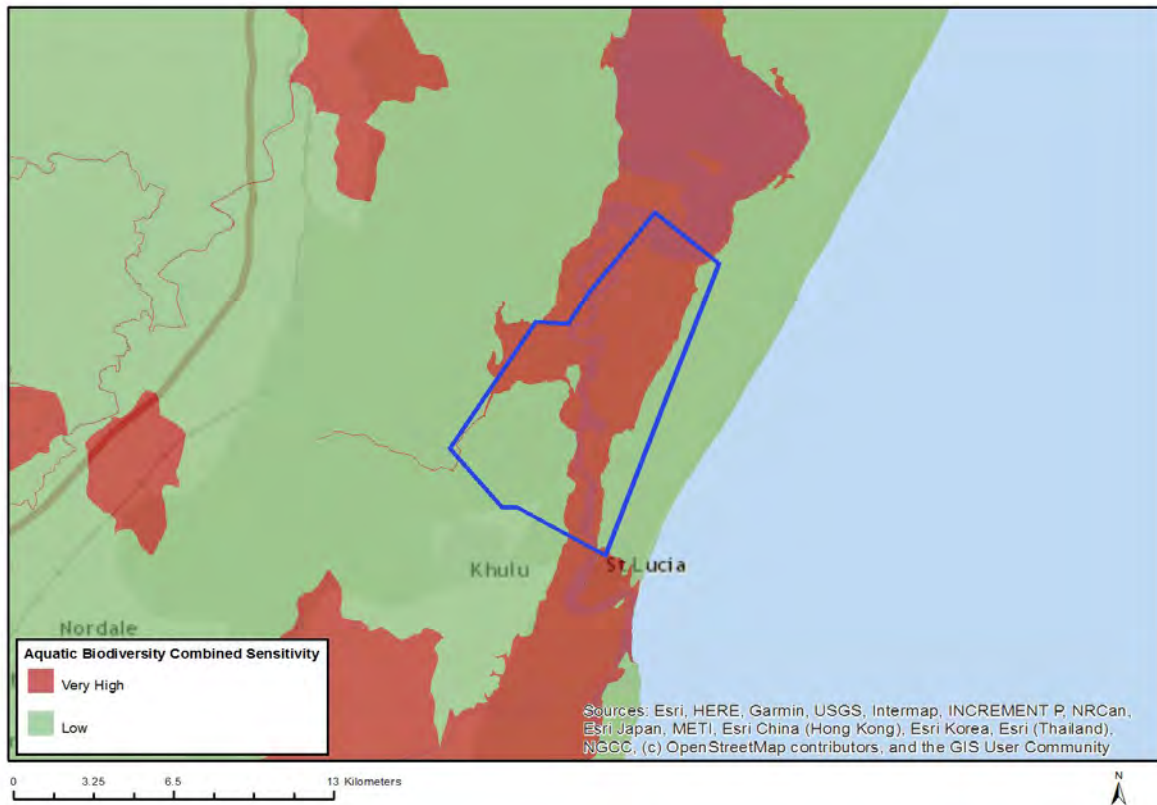 Khulu
St Lucia
Nordale
Aquatic Biodiversity Combined Sensitivity
Very High
Low
Sources: Esri, HERE, Garmin, USGS, Intermap, INCREMENT P, NRCan,
Esri Japan, METI, Esri China (Hong Kong), Esri Korea, Esri (Thailand),
NGCC, (c) OpenStreetMap contributors, and the GIS User Community
0 3.25 6.5 13 Kilometers
N